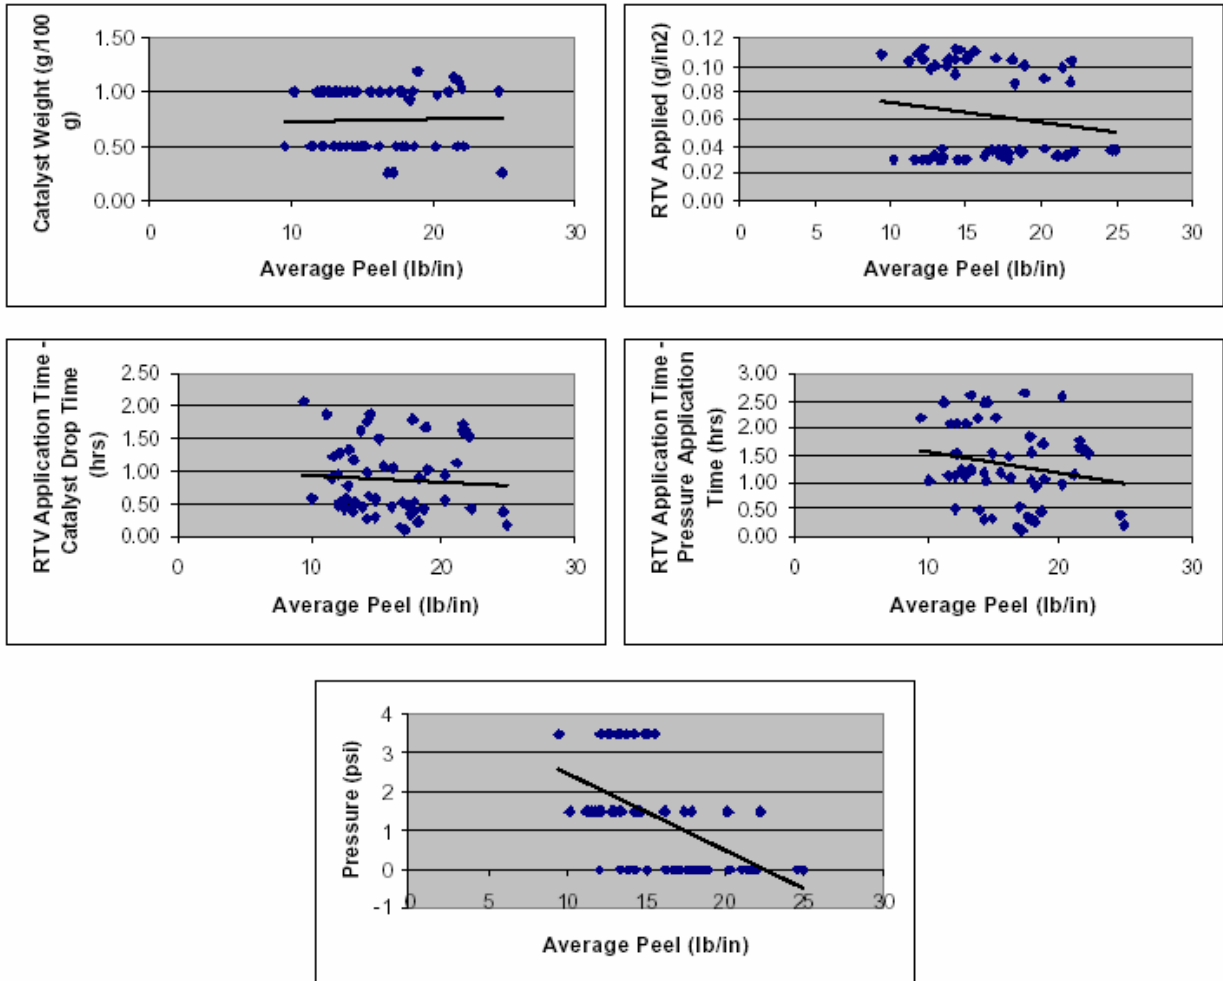 Catalyst Weight (g/100
g)
1.50
1.00
0.50
0.00
0 10 20 30
Average Peel (lb/in)
RTV Applied (g/in2)
0.12
0.10
0.08
0.06
0.04
0.02
0.00
0 5 10 15 20 25
Average Peel (lb/in)
RTV Application Time -
Catalyst Drop Time
(hrs)
2.50
2.00
1.50
1.00
0.50
0.00
0 10 20 30
Average Peel (lb/in)
RTV Application Time -
Pressure Application
Time (hrs)
3.00
2.50
2.00
1.50
1.00
0.50
0.00
0 10 20 30
Average Peel (lb/in)
Pressure (psi)
4
3
2
1
0
-1
0 5 10 15 20 25 30
Average Peel (lb/in)